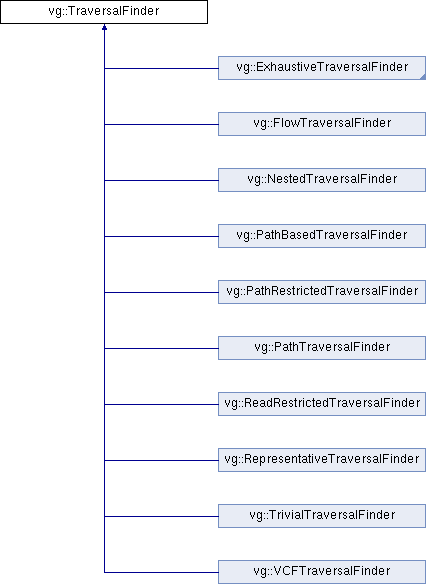 vg::TraversalFinder
vg::ExhaustiveTraversalFinder
vg::FlowTraversalFinder
vg::NestedTraversalFinder
vg::PathBasedTraversalFinder
vg::PathRestrictedTraversalFinder
vg::PathTraversalFinder
vg::ReadRestrictedTraversalFinder
vg::RepresentativeTraversalFinder
vg::TrivialTraversalFinder
vg::VCFTraversalFinder